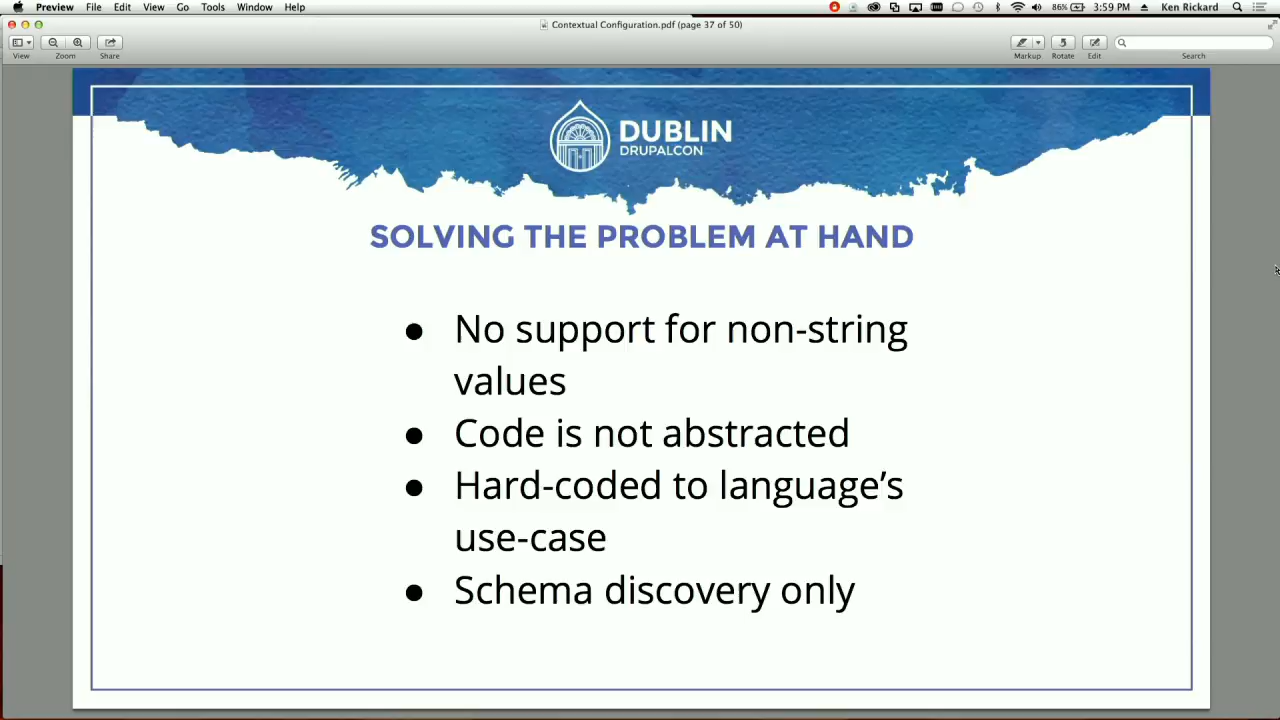 Preview File Edit View Go Tools Window Help 86% 3:59 PM Ken Rickard
Contextual Configuration.pdf (page 37 of 50)
View Zoom Share Markup Rotate Edit Search
DUBLIN
DRUPALCON
SOLVING THE PROBLEM AT HAND
● No support for non-string
values
● Code is not abstracted
● Hard-coded to language’s
use-case
● Schema discovery only